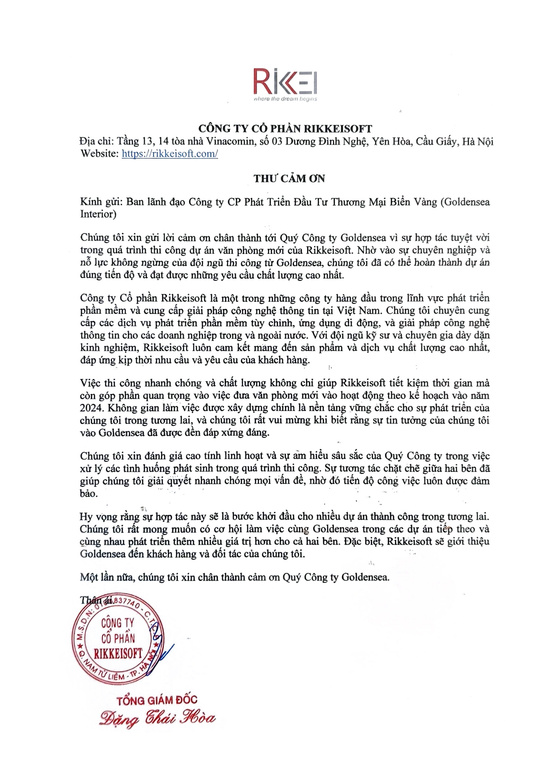 RIKKEI
where the dream begins
CÔNG TY CỔ PHẦN RIKKEISOFT
Địa chỉ: Tầng 13, 14 tòa nhà Vinacomin, số 03 Dương Đình Nghệ, Yên Hòa, Cầu Giấy, Hà Nội
Website: https://rikkeisoft.com/
THƯ CẢM ƠN
Kính gửi: Ban lãnh đạo Công ty CP Phát Triển Đầu Tư Thương Mại Biển Vàng (Goldensea
Interior)
Chúng tôi xin gửi lời cảm ơn chân thành tới Quý Công ty Goldensea vì sự hợp tác tuyệt vời
trong quá trình thi công dự án văn phòng mới của Rikkeisoft. Nhờ vào sự chuyên nghiệp và
nỗ lực không ngừng của đội ngũ thi công từ Goldensea, chúng tôi đã có thể hoàn thành dự án
đúng tiến độ và đạt được những yêu cầu chất lượng cao nhất.
Công ty Cổ phần Rikkeisoft là một trong những công ty hàng đầu trong lĩnh vực phát triển
phần mềm và cung cấp giải pháp công nghệ thông tin tại Việt Nam. Chúng tôi chuyên cung
cấp các dịch vụ phát triển phần mềm tùy chỉnh, ứng dụng di động, và giải pháp công nghệ
thông tin cho các doanh nghiệp trong và ngoài nước. Với đội ngũ kỹ sư và chuyên gia dày dặn
kinh nghiệm, Rikkeisoft luôn cam kết mang đến sản phẩm và dịch vụ chất lượng cao nhất,
đáp ứng kịp thời nhu cầu và yêu cầu của khách hàng.
Việc thi công nhanh chóng và chất lượng không chỉ giúp Rikkeisoft tiết kiệm thời gian mà
còn góp phần quan trọng vào việc đưa văn phòng mới vào hoạt động theo kế hoạch vào năm
2024. Không gian làm việc được xây dựng chính là nền tảng vững chắc cho sự phát triển của
chúng tôi trong tương lai, và chúng tôi rất vui mừng khi biết rằng sự tin tưởng của chúng tôi
vào Goldensea đã được đền đáp xứng đáng.
Chúng tôi xin đánh giá cao tính linh hoạt và sự am hiểu sâu sắc của Quý Công ty trong việc
xử lý các tình huống phát sinh trong quá trình thi công. Sự tương tác chặt chẽ giữa hai bên đã
giúp chúng tôi giải quyết nhanh chóng mọi vấn đề, nhờ đó tiến độ công việc luôn được đảm
bảo.
Hy vọng rằng sự hợp tác này sẽ là bước khởi đầu cho nhiều dự án thành công trong tương lai.
Chúng tôi rất mong muốn có cơ hội làm việc cùng Goldensea trong các dự án tiếp theo và
cùng nhau phát triển thêm nhiều giá trị hơn cho cả hai bên. Đặc biệt, Rikkeisoft sẽ giới thiệu
Goldensea đến khách hàng và đối tác của chúng tôi.
Một lần nữa, chúng tôi xin chân thành cảm ơn Quý Công ty Goldensea.
Thân ái,
CÔNG TY
CỔ PHẦN
RIKKEISOFT
Q. NAM TỪ LIÊM - TP. HÀ NỘI
TỔNG GIÁM ĐỐC
Đặng Thái Hòa